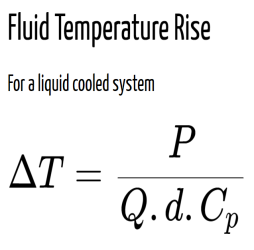 Fluid Temperature Rise
For a liquid cooled system
ΔT = P / Q.d.Cₚ